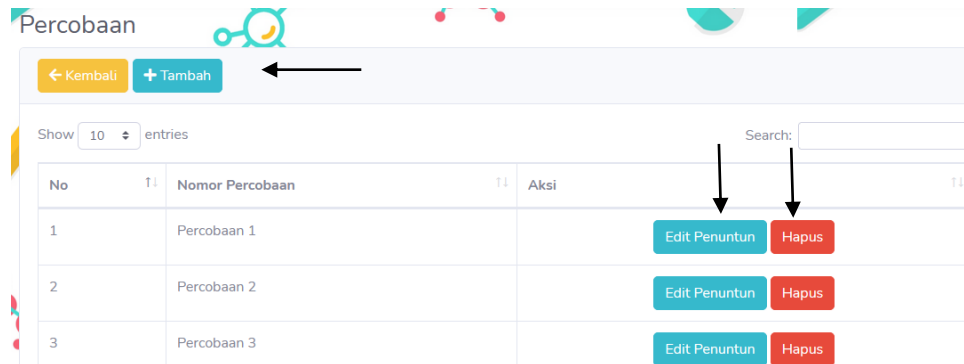 Percobaan
Kembali Tambah
Show 10 entries Search:
No Nomor Percobaan Aksi
1 Percobaan 1 Edit Penuntun Hapus
2 Percobaan 2 Edit Penuntun Hapus
3 Percobaan 3 Edit Penuntun Hapus